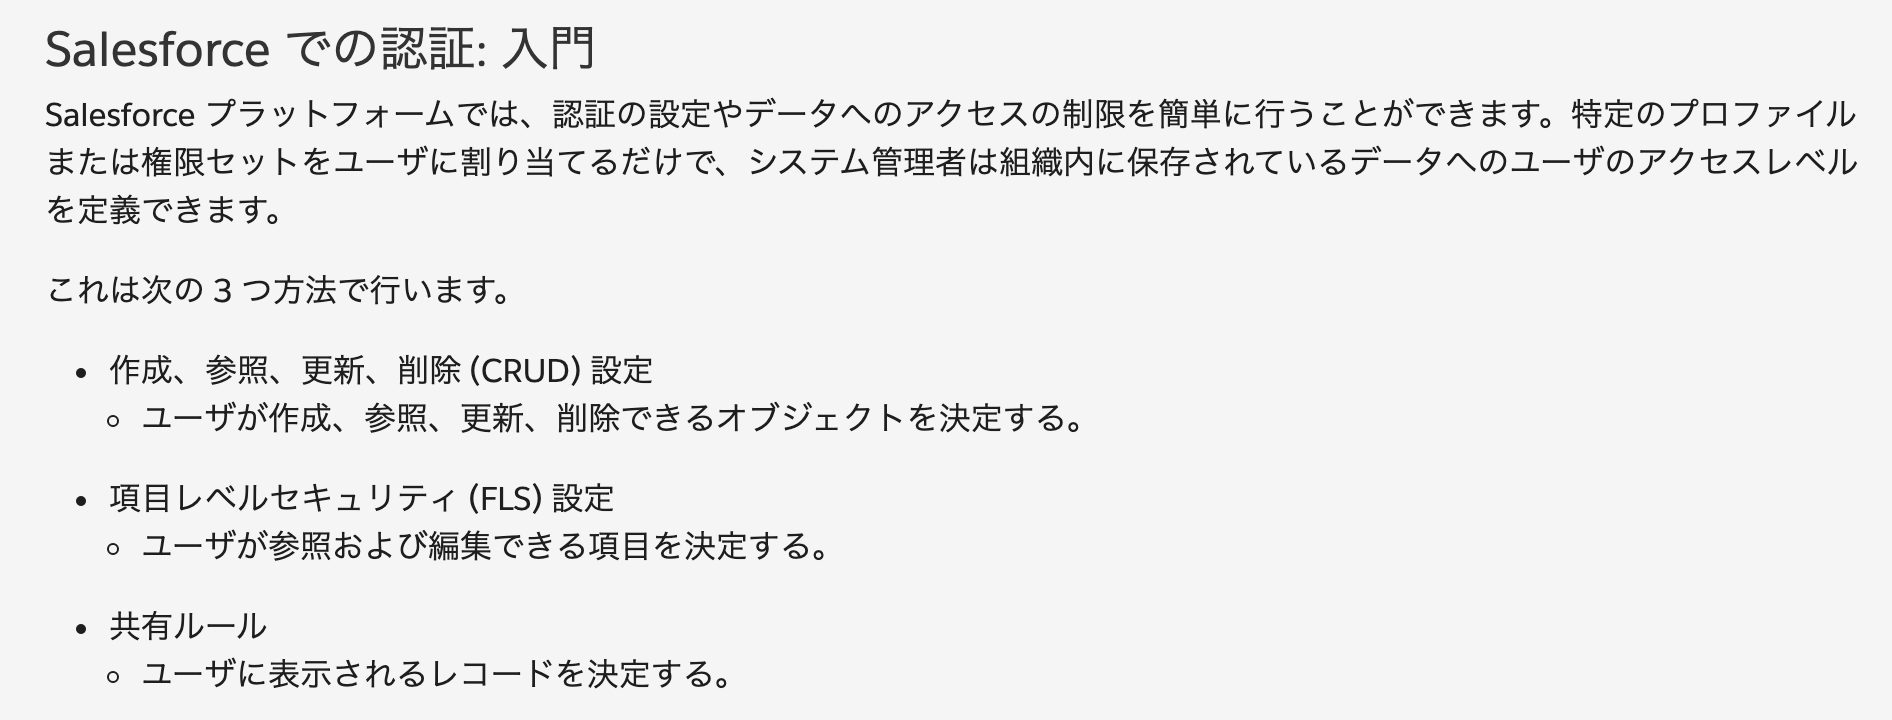 Salesforce での認証: 入門
Salesforce プラットフォームでは、認証の設定やデータへのアクセスの制限を簡単に行うことができます。特定のプロファイル
または権限セットをユーザに割り当てるだけで、システム管理者は組織内に保存されているデータへのユーザのアクセスレベル
を定義できます。
これは次の 3 つ方法で行います。
• 作成、参照、更新、削除 (CRUD) 設定
○ ユーザが作成、参照、更新、削除できるオブジェクトを決定する。
• 項目レベルセキュリティ (FLS) 設定
○ ユーザが参照および編集できる項目を決定する。
• 共有ルール
○ ユーザに表示されるレコードを決定する。